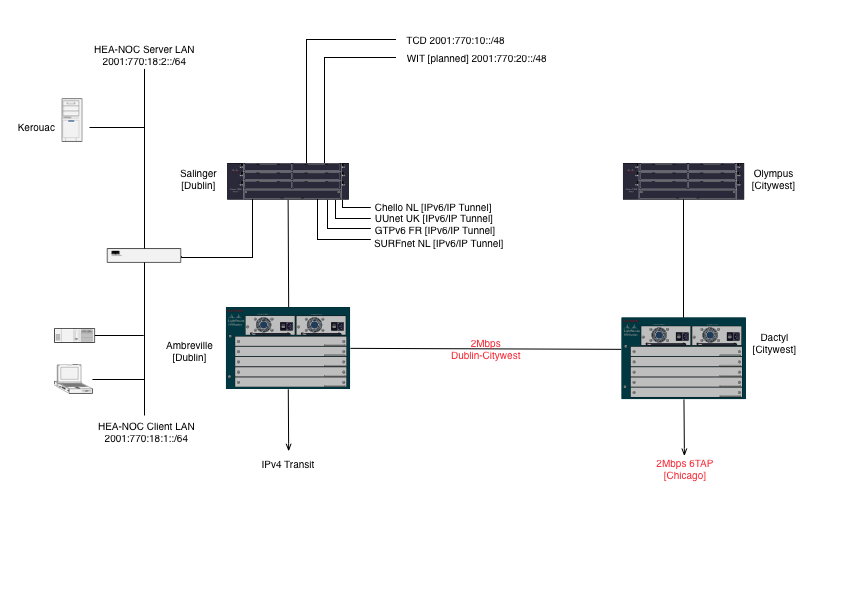 TCD 2001:770:10::/48
WIT [planned] 2001:770:20::/48
HEA-NOC Server LAN
2001:770:18:2::/64
Kerouac
Salinger
[Dublin]
Olympus
[Citywest]
Chello NL [IPv6/IP Tunnel]
UUnet UK [IPv6/IP Tunnel]
GTPv6 FR [IPv6/IP Tunnel]
SURFnet NL [IPv6/IP Tunnel]
Ambreville
[Dublin]
2Mbps
Dublin-Citywest
Dactyl
[Citywest]
HEA-NOC Client LAN
2001:770:18:1::/64
IPv4 Transit
2Mbps 6TAP
[Chicago]